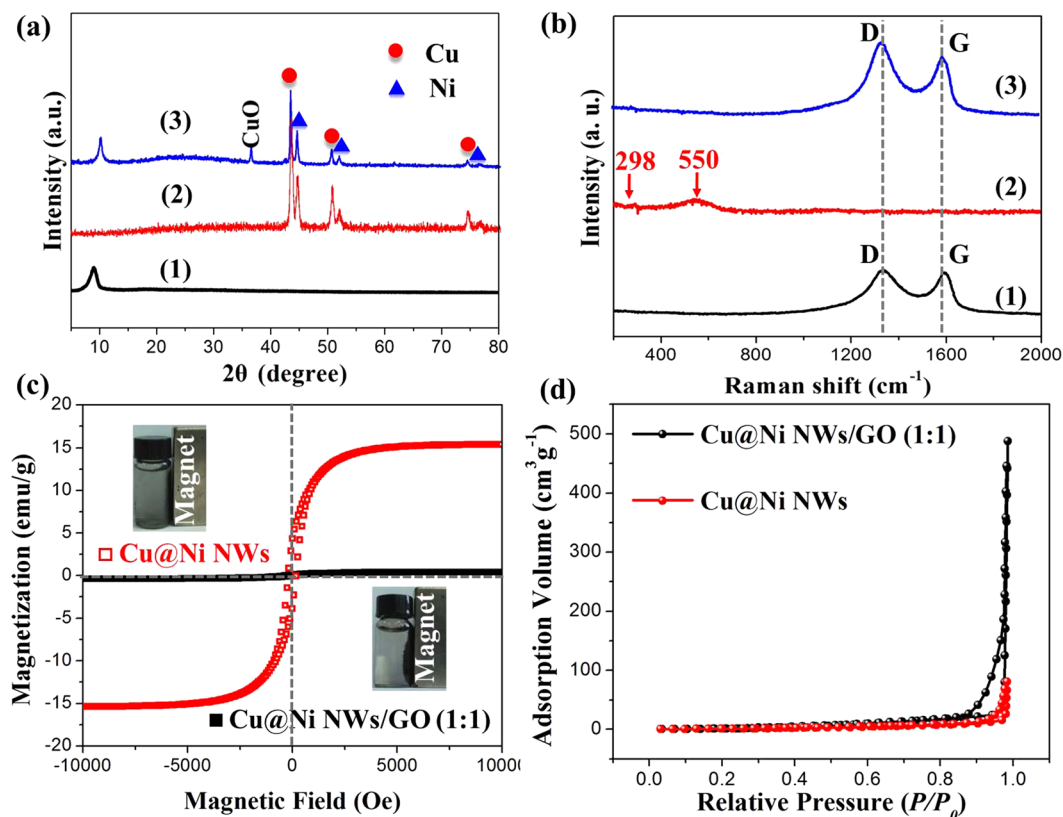 (a)
Intensity (a.u.)
Cu
Ni
(3)
CuO
(2)
(1)
10 20 30 40 50 60 70 80
2θ (degree)
(b)
Intensity (a. u.)
D
G
(3)
298
550
(2)
D
G
(1)
400 800 1200 1600 2000
Raman shift (cm⁻¹)
(c)
Magnetization (emu/g)
20
15
10
5
0
-5
-10
-15
-20
Magnet
Cu@Ni NWs
Magnet
Cu@Ni NWs/GO (1:1)
-10000 -5000 0 5000 10000
Magnetic Field (Oe)
(d)
Adsorption Volume (cm³g⁻¹)
500
400
300
200
100
0
Cu@Ni NWs/GO (1:1)
Cu@Ni NWs
0.0 0.2 0.4 0.6 0.8 1.0
Relative Pressure (P/P₀)